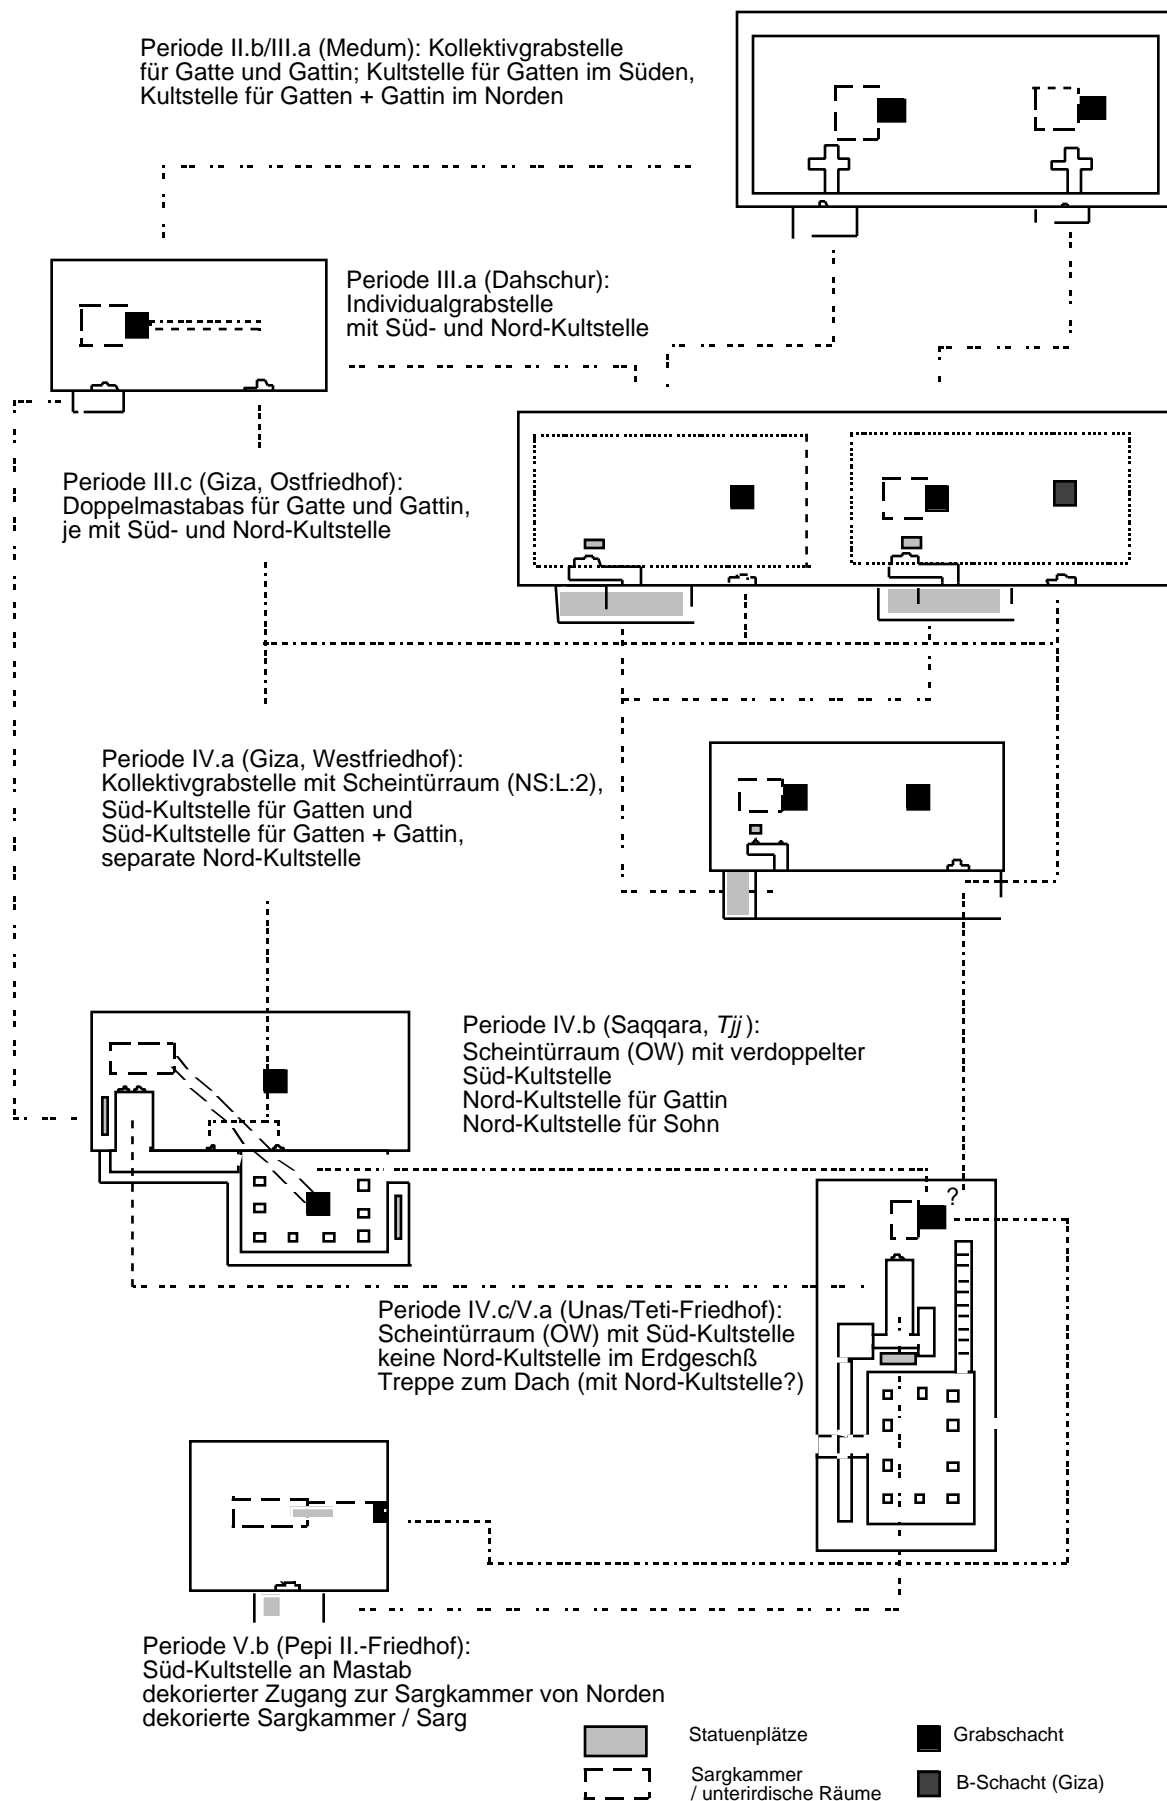 Periode II.b/III.a (Medum): Kollektivgrabstelle
für Gatte und Gattin; Kultstelle für Gatten im Süden,
Kultstelle für Gatten + Gattin im Norden
Periode III.a (Dahschur):
Individualgrabstelle
mit Süd- und Nord-Kultstelle
Periode III.c (Giza, Ostfriedhof):
Doppelmastabas für Gatte und Gattin,
je mit Süd- und Nord-Kultstelle
Periode IV.a (Giza, Westfriedhof):
Kollektivgrabstelle mit Scheintürraum (NS:L:2),
Süd-Kultstelle für Gatten und
Süd-Kultstelle für Gatten + Gattin,
separate Nord-Kultstelle
Periode IV.b (Saqqara, Tjj):
Scheintürraum (OW) mit verdoppelter
Süd-Kultstelle
Nord-Kultstelle für Gattin
Nord-Kultstelle für Sohn
?
Periode IV.c/V.a (Unas/Teti-Friedhof):
Scheintürraum (OW) mit Süd-Kultstelle
keine Nord-Kultstelle im Erdgeschß
Treppe zum Dach (mit Nord-Kultstelle?)
Periode V.b (Pepi II.-Friedhof):
Süd-Kultstelle an Mastab
dekorierter Zugang zur Sargkammer von Norden
dekorierte Sargkammer / Sarg
Statuenplätze
Grabschacht
Sargkammer
/ unterirdische Räume
B-Schacht (Giza)